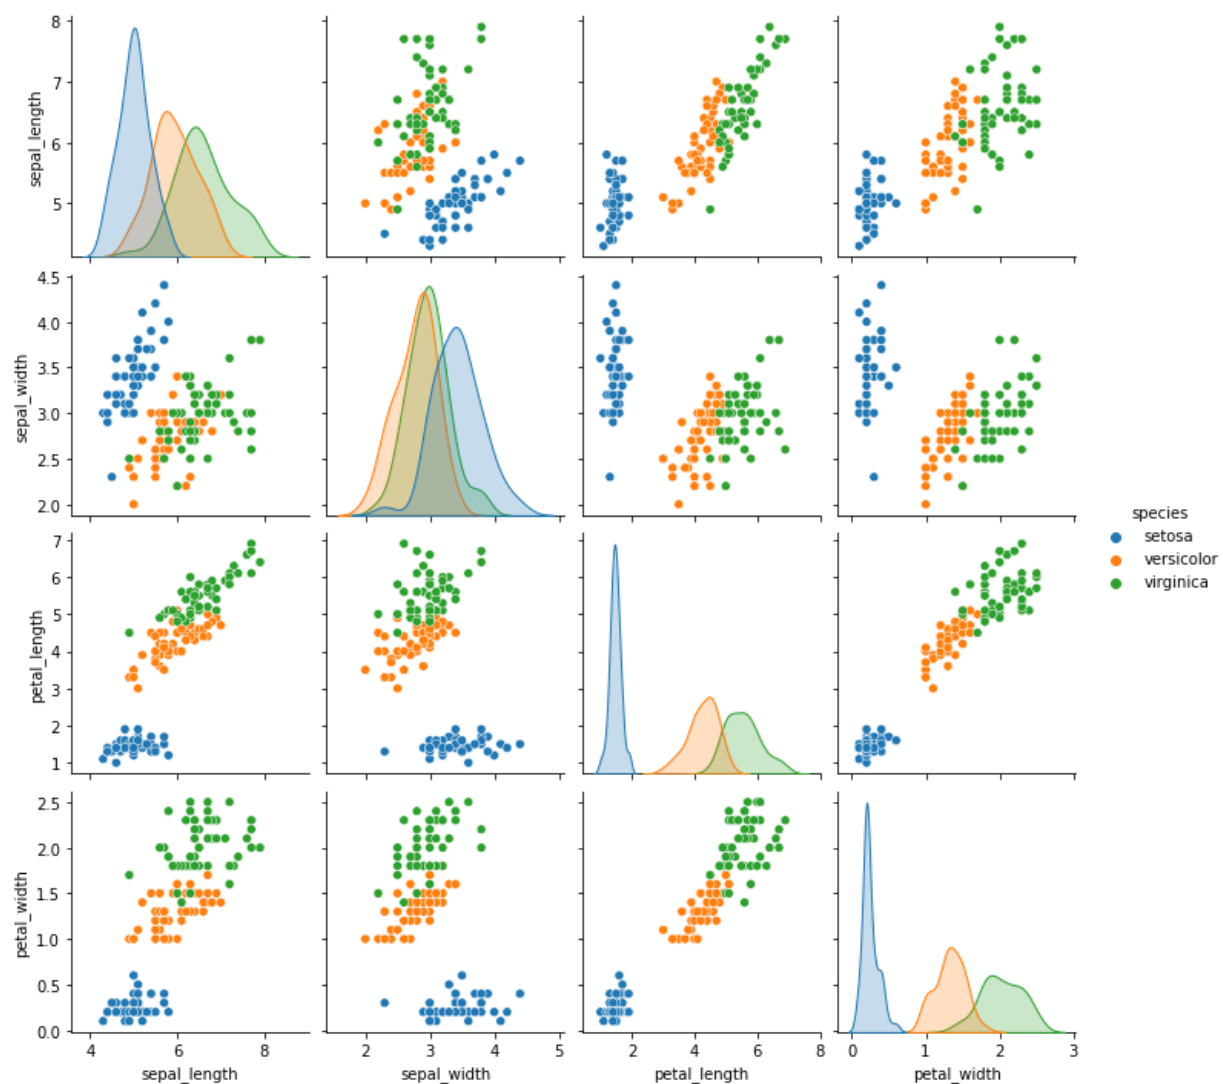 8
7
6
5
sepal_length
4.5
4.0
3.5
3.0
2.5
2.0
sepal_width
7
6
5
4
3
2
1
petal_length
2.5
2.0
1.5
1.0
0.5
0.0
petal_width
4 6 8
sepal_length
2 3 4 5
sepal_width
2 4 6 8
petal_length
0 1 2 3
petal_width
species
setosa
versicolor
virginica